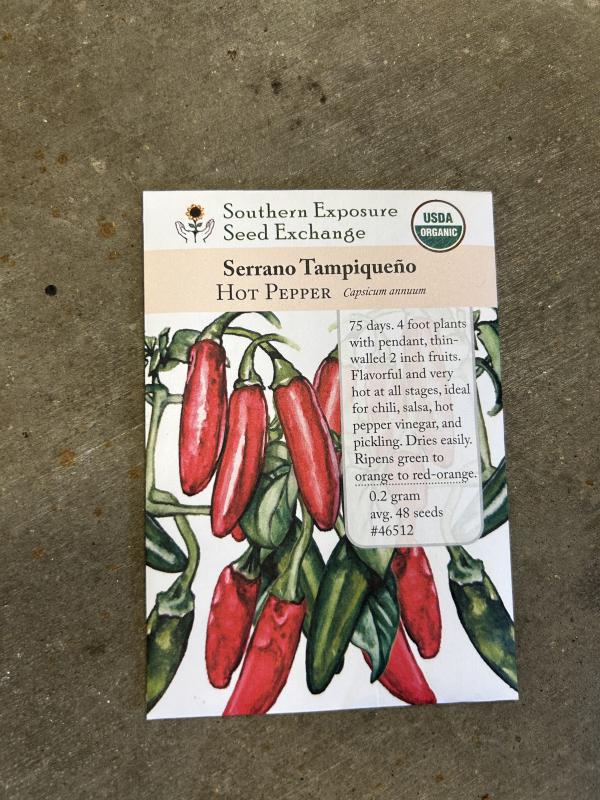 Southern Exposure
Seed Exchange
USDA
ORGANIC
Serrano Tampiqueño
HOT PEPPER Capsicum annuum
75 days. 4 foot plants
with pendant, thin-
walled 2 inch fruits.
Flavorful and very
hot at all stages, ideal
for chili, salsa, hot
pepper vinegar, and
pickling. Dries easily.
Ripens green to
orange to red-orange.
0.2 gram
avg. 48 seeds
#46512